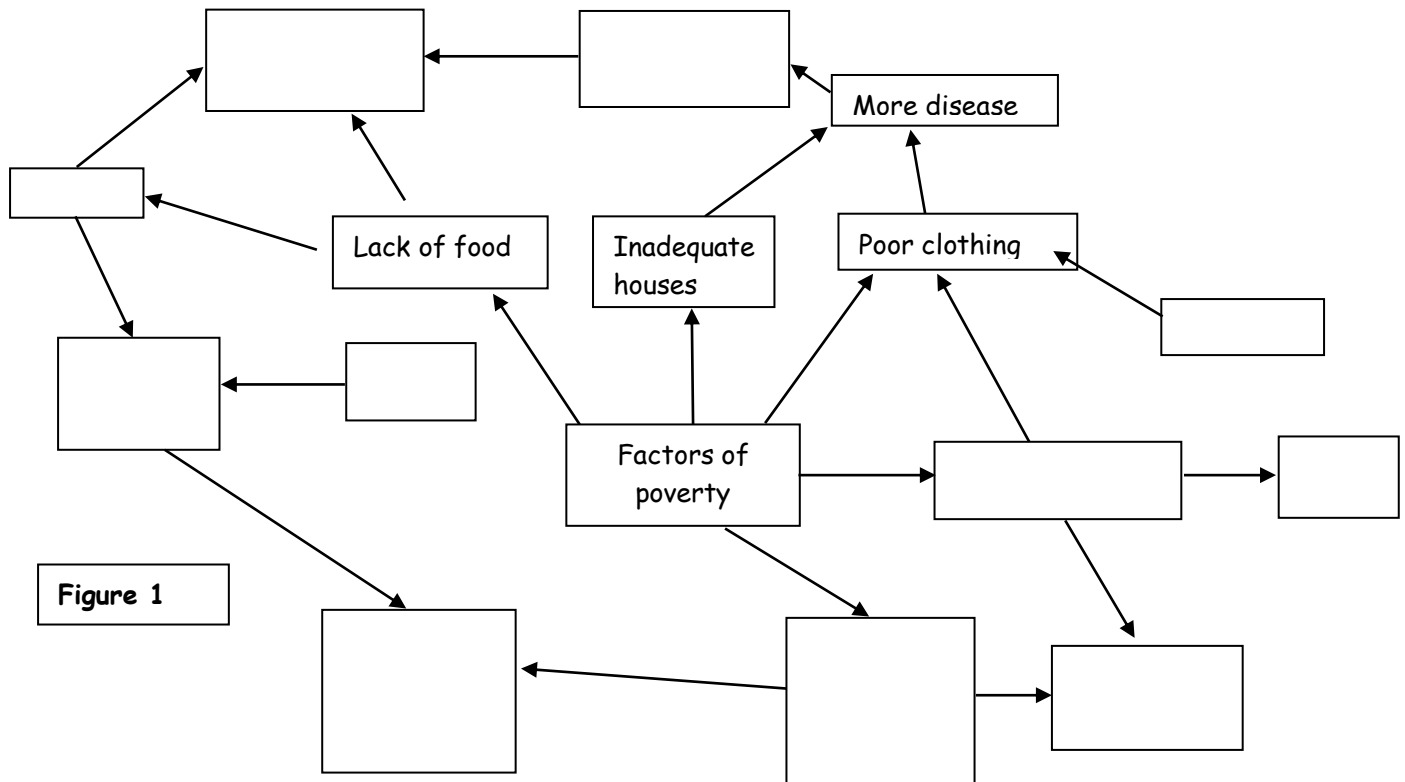 More disease
Lack of food
Inadequate
houses
Poor clothing
Factors of
poverty
Figure 1